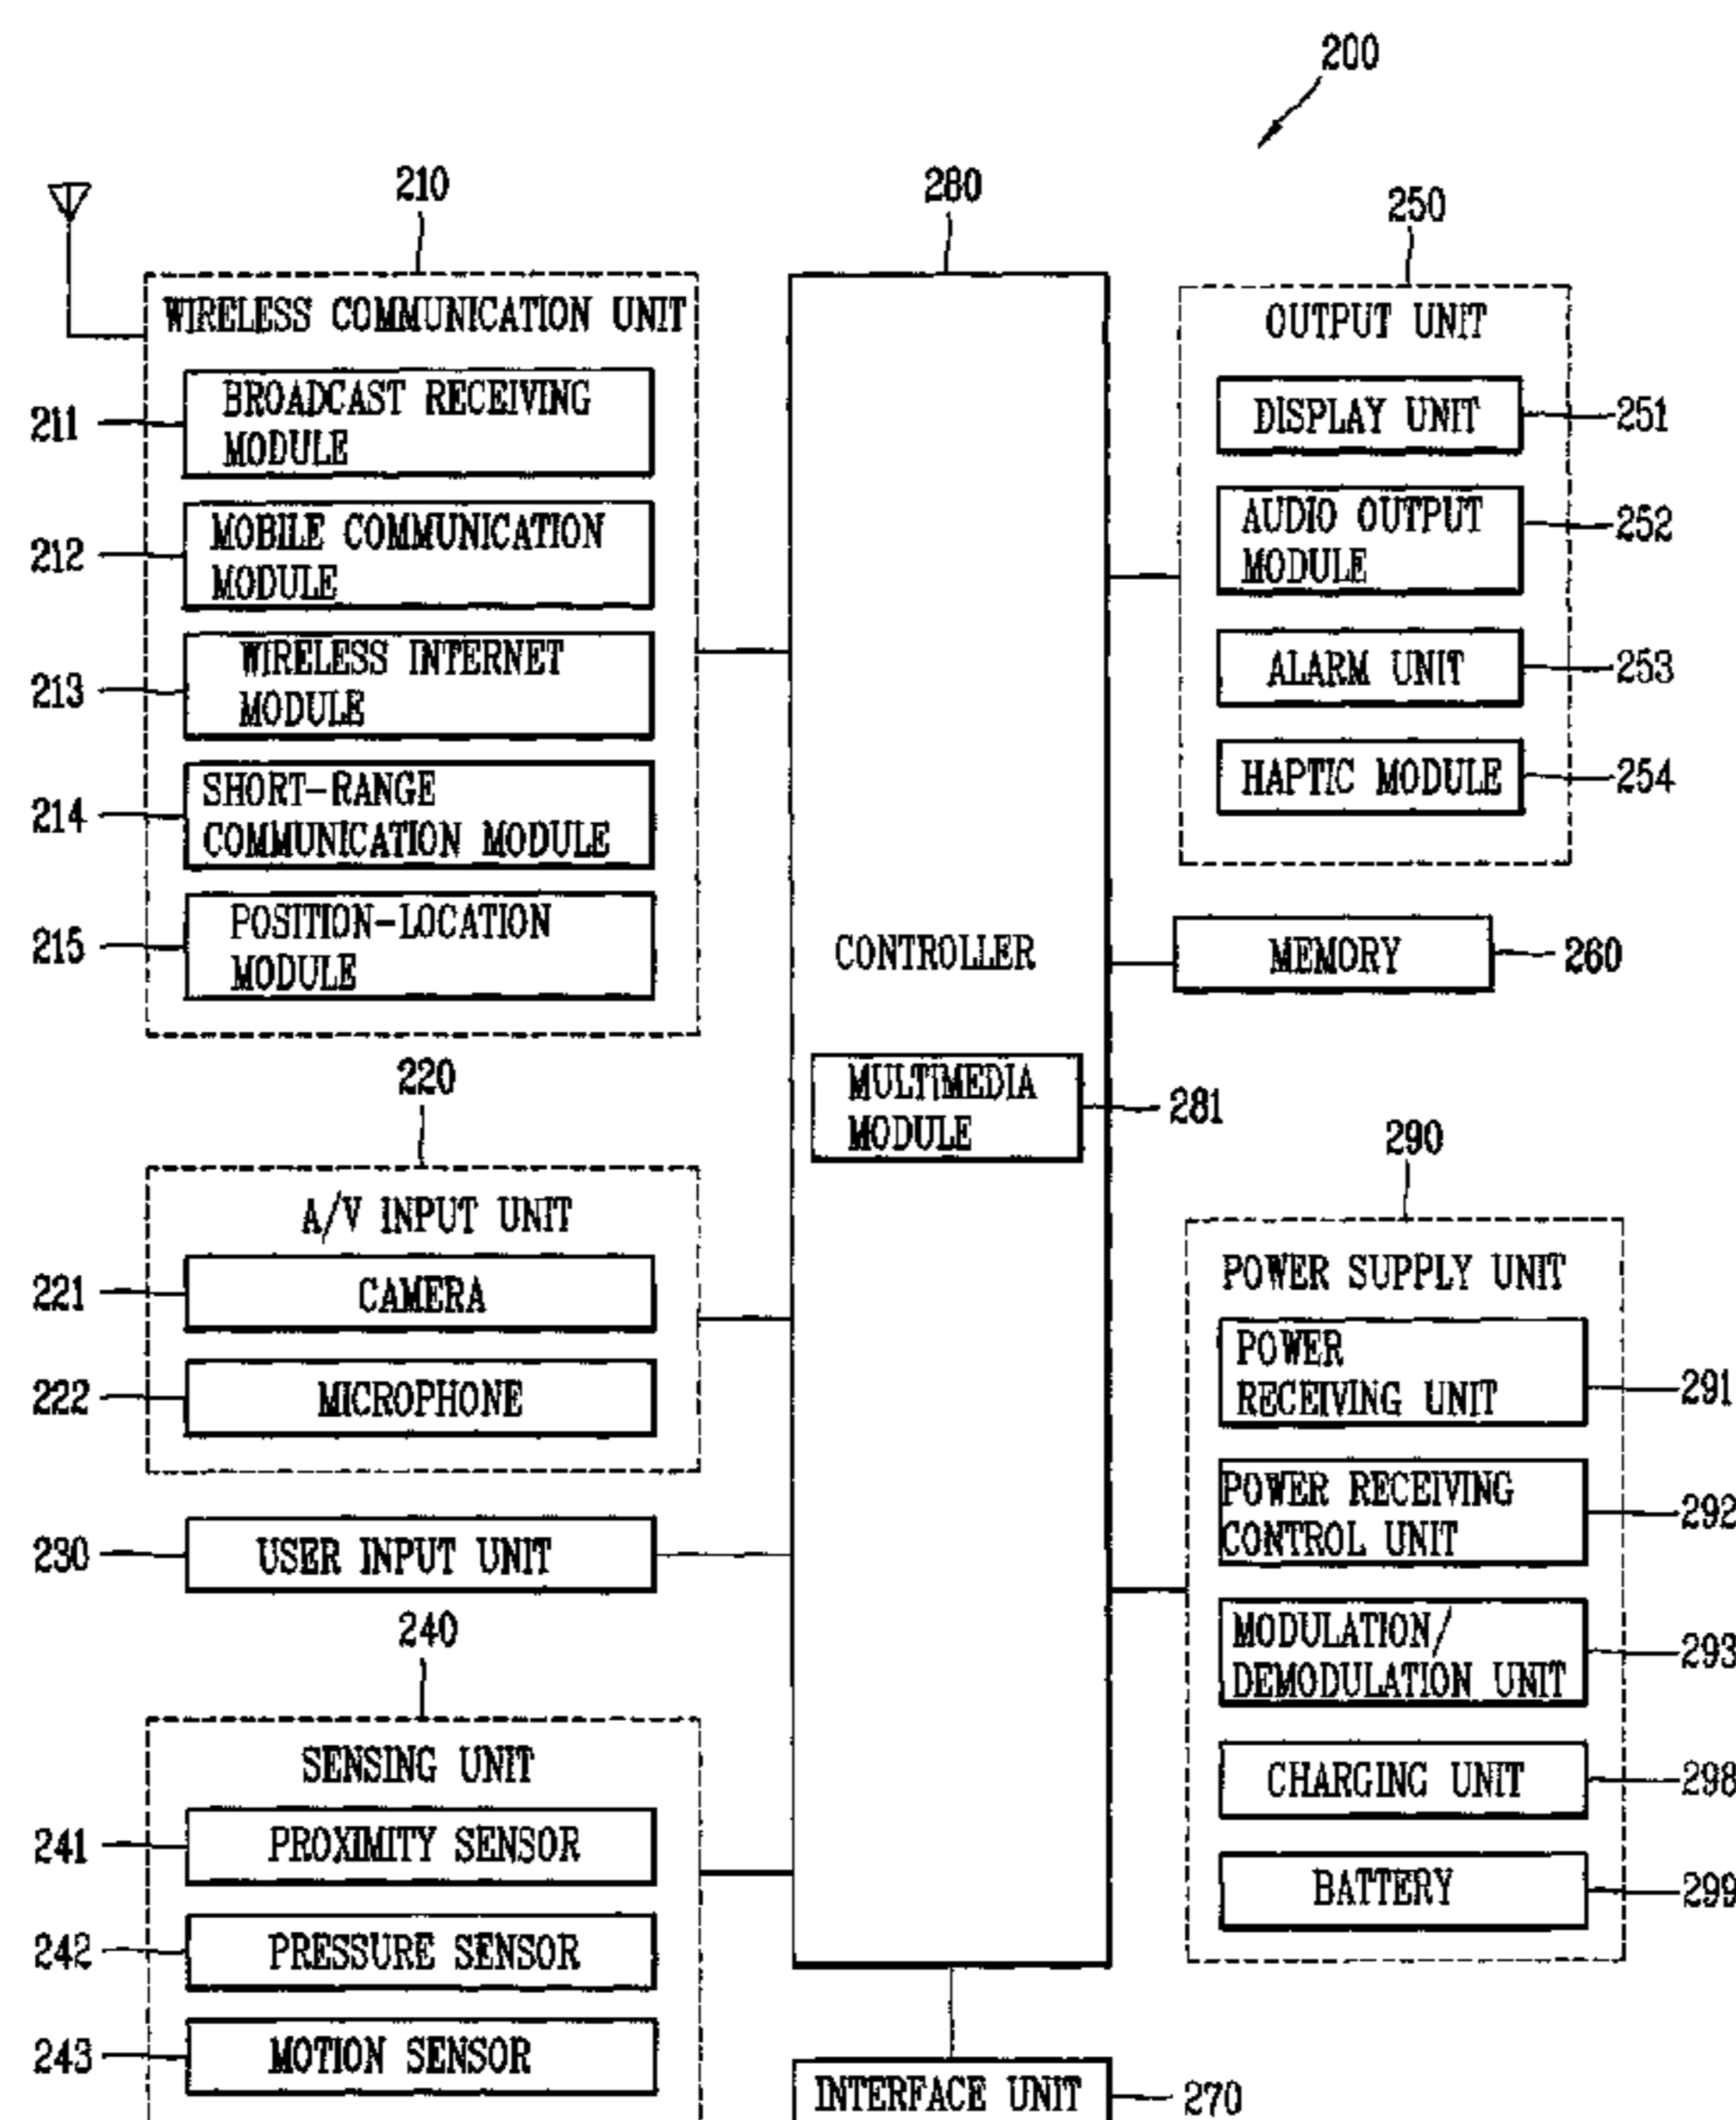 200
210
WIRELESS COMMUNICATION UNIT
211
BROADCAST RECEIVING
MODULE
212
MOBILE COMMUNICATION
MODULE
213
WIRELESS INTERNET
MODULE
214
SHORT-RANGE
COMMUNICATION MODULE
215
POSITION-LOCATION
MODULE
220
A/V INPUT UNIT
221
CAMERA
222
MICROPHONE
230
USER INPUT UNIT
240
SENSING UNIT
241
PROXIMITY SENSOR
242
PRESSURE SENSOR
243
MOTION SENSOR
280
CONTROLLER
MULTIMEDIA
MODULE
281
INTERFACE UNIT
270
250
OUTPUT UNIT
DISPLAY UNIT
251
AUDIO OUTPUT
MODULE
252
ALARM UNIT
253
HAPTIC MODULE
254
MEMORY
260
290
POWER SUPPLY UNIT
POWER
RECEIVING UNIT
291
POWER RECEIVING
CONTROL UNIT
292
MODULATION/
DEMODULATION UNIT
293
CHARGING UNIT
298
BATTERY
299